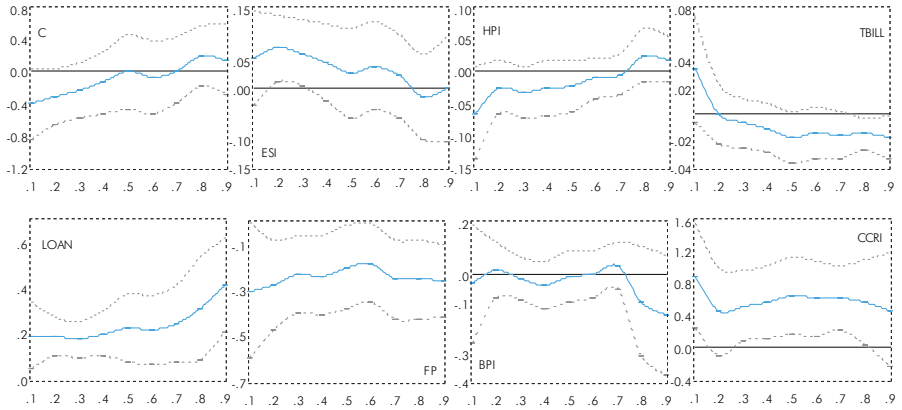 0.8
0.4
0.0
-0.4
-0.8
-1.2
C
.1 .2 .3 .4 .5 .6 .7 .8 .9
.15
.05
.00
-.10
-.15
ESI
.1 .2 .3 .4 .5 .6 .7 .8 .9
.10
.05
.00
-.05
-.10
-.15
HPI
.1 .2 .3 .4 .5 .6 .7 .8 .9
.08
.04
.02
.01
-.02
-.04
TBILL
.1 .2 .3 .4 .5 .6 .7 .8 .9
.6
.4
.2
.0
LOAN
.1 .2 .3 .4 .5 .6 .7 .8 .9
-.1
-.3
-.5
-.7
FP
.1 .2 .3 .4 .5 .6 .7 .8 .9
.2
.0
-.1
-.3
-.4
BPI
.1 .2 .3 .4 .5 .6 .7 .8 .9
1.6
1.2
0.8
0.4
0.0
-0.4
CCRI
.1 .2 .3 .4 .5 .6 .7 .8 .9